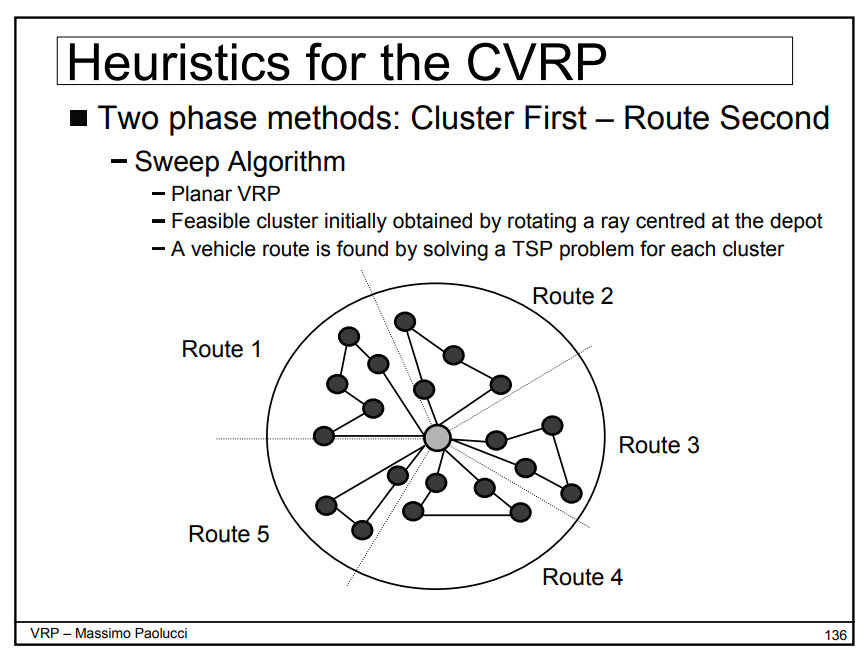 Heuristics for the CVRP
■ Two phase methods: Cluster First – Route Second
– Sweep Algorithm
– Planar VRP
– Feasible cluster initially obtained by rotating a ray centred at the depot
– A vehicle route is found by solving a TSP problem for each cluster
Route 2
Route 1
Route 3
Route 5
Route 4
VRP – Massimo Paolucci
136